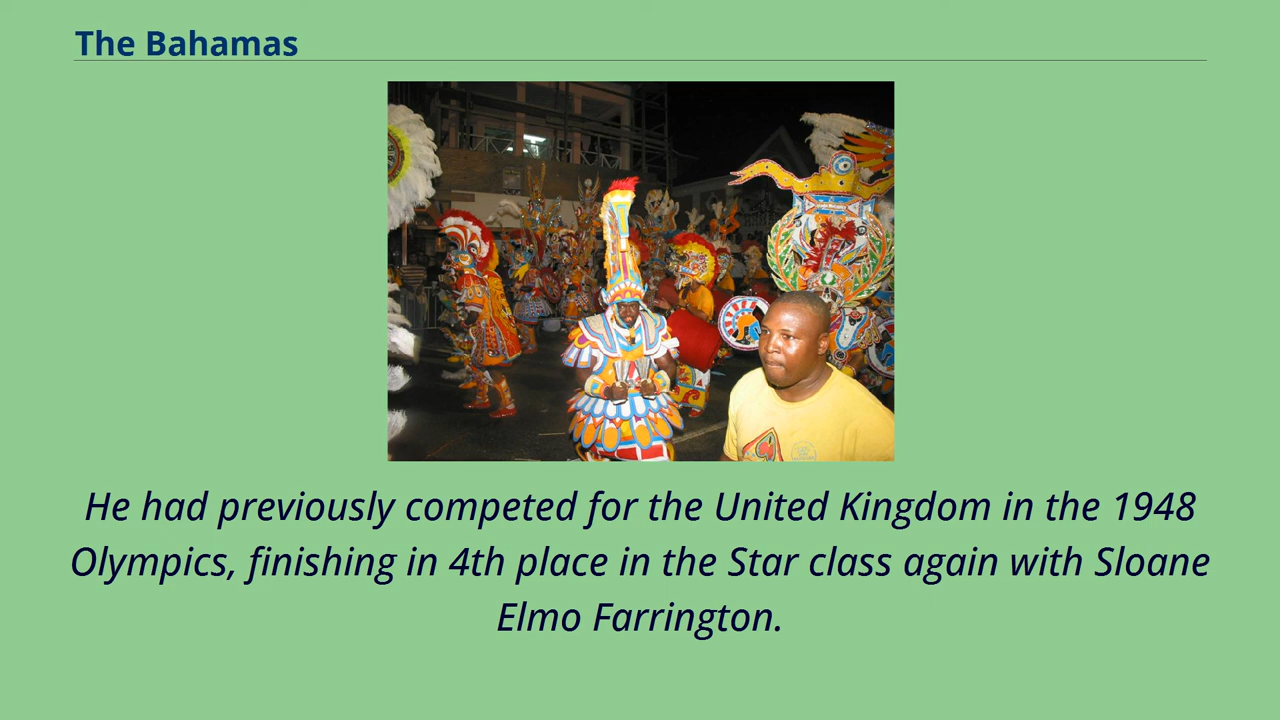 The Bahamas
He had previously competed for the United Kingdom in the 1948
Olympics, finishing in 4th place in the Star class again with Sloane
Elmo Farrington.